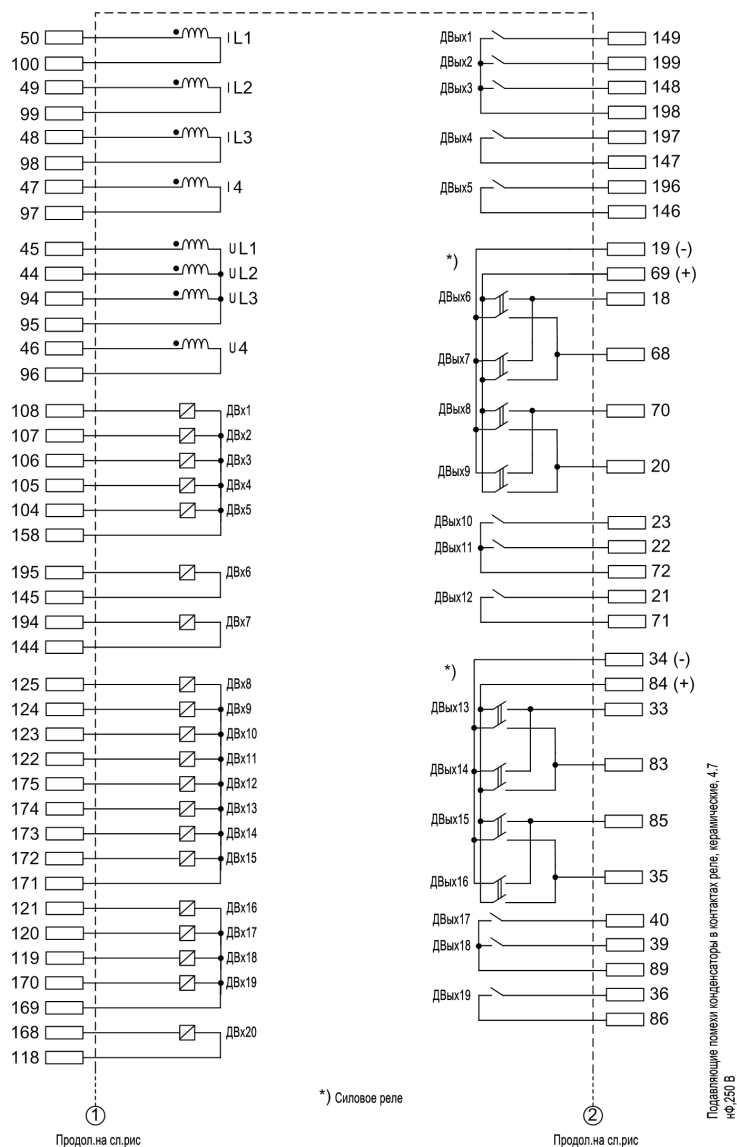 50 IL1
100
49 IL2
99
48 IL3
98
47 I4
97
45 UL1
44 UL2
94 UL3
95
46 U4
96
108 ДВх1
107 ДВх2
106 ДВх3
105 ДВх4
104 ДВх5
158
195 ДВх6
145
194 ДВх7
144
125 ДВх8
124 ДВх9
123 ДВх10
122 ДВх11
175 ДВх12
174 ДВх13
173 ДВх14
172 ДВх15
171
121 ДВх16
120 ДВх17
119 ДВх18
170 ДВх19
169
168 ДВх20
118
1
Продол.на сл.рис
*) Силовое реле
ДВых1 149
ДВых2 199
ДВых3 148
198
ДВых4 197
147
ДВых5 196
146
19 (-)
*)
69 (+)
ДВых6 18
68
ДВых7
ДВых8 70
ДВых9 20
ДВых10 23
ДВых11 22
72
ДВых12 21
71
34 (-)
*)
84 (+)
ДВых13 33
83
ДВых14
ДВых15 85
ДВых16 35
ДВых17 40
ДВых18 39
89
ДВых19 36
86
2
Продол.на сл.рис
Подавляющие помехи конденсаторы в контактах реле, керамические, 4.7
нФ,250 В